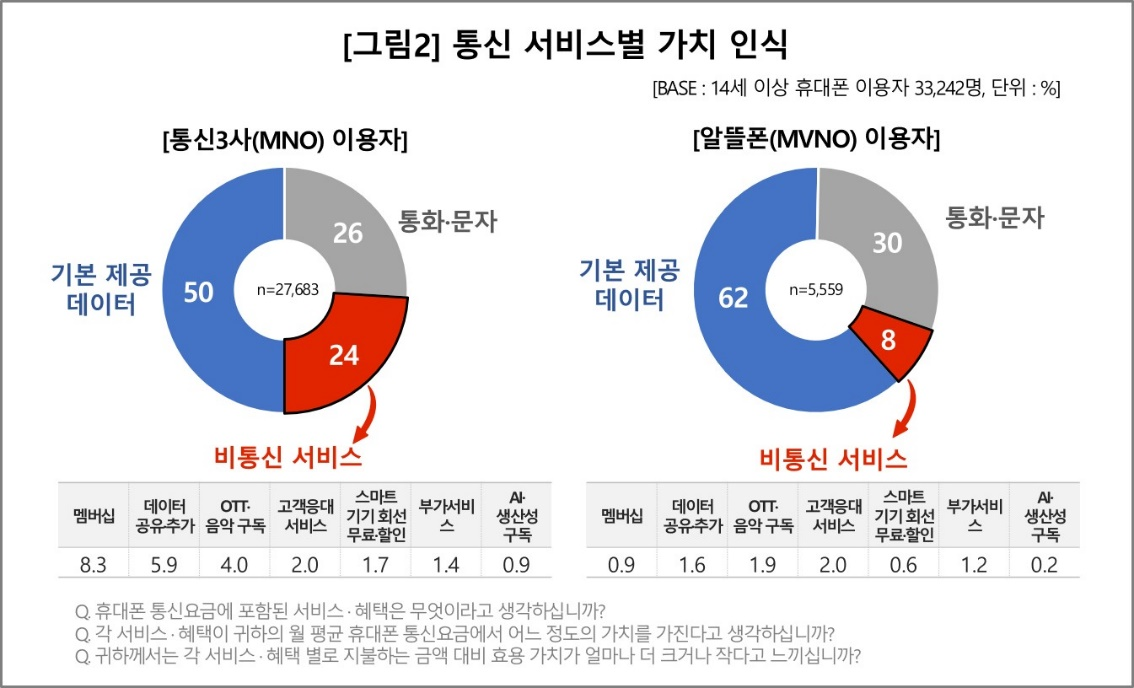 [그림2] 통신 서비스별 가치 인식
[BASE : 14세 이상 휴대폰 이용자 33,242명, 단위 : %]
[통신3사(MNO) 이용자]
26
통화·문자
기본 제공
데이터
50
n=27,683
24
비통신 서비스
멤버십
데이터
공유·추가
OTT·
음악 구독
고객응대
서비스
스마트
기기 회선
무료·할인
부가서비
스
AI·
생산성
구독
8.3
5.9
4.0
2.0
1.7
1.4
0.9
[알뜰폰(MVNO) 이용자]
30
통화·문자
기본 제공
데이터
62
n=5,559
8
비통신 서비스
멤버십
데이터
공유·추가
OTT·
음악 구독
고객응대
서비스
스마트
기기 회선
무료·할인
부가서비
스
AI·
생산성
구독
0.9
1.6
1.9
2.0
0.6
1.2
0.2
Q. 휴대폰 통신요금에 포함된 서비스·혜택은 무엇이라고 생각하십니까?
Q. 각 서비스·혜택이 귀하의 월 평균 휴대폰 통신요금에서 어느 정도의 가치를 가진다고 생각하십니까?
Q. 귀하께서는 각 서비스·혜택 별로 지불하는 금액 대비 효용 가치가 얼마나 더 크거나 작다고 느끼십니까?